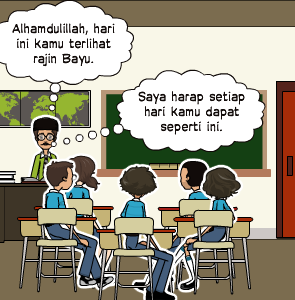 Alhamdulillah, hari
ini kamu terlihat
rajin Bayu.
Saya harap setiap
hari kamu dapat
seperti ini.